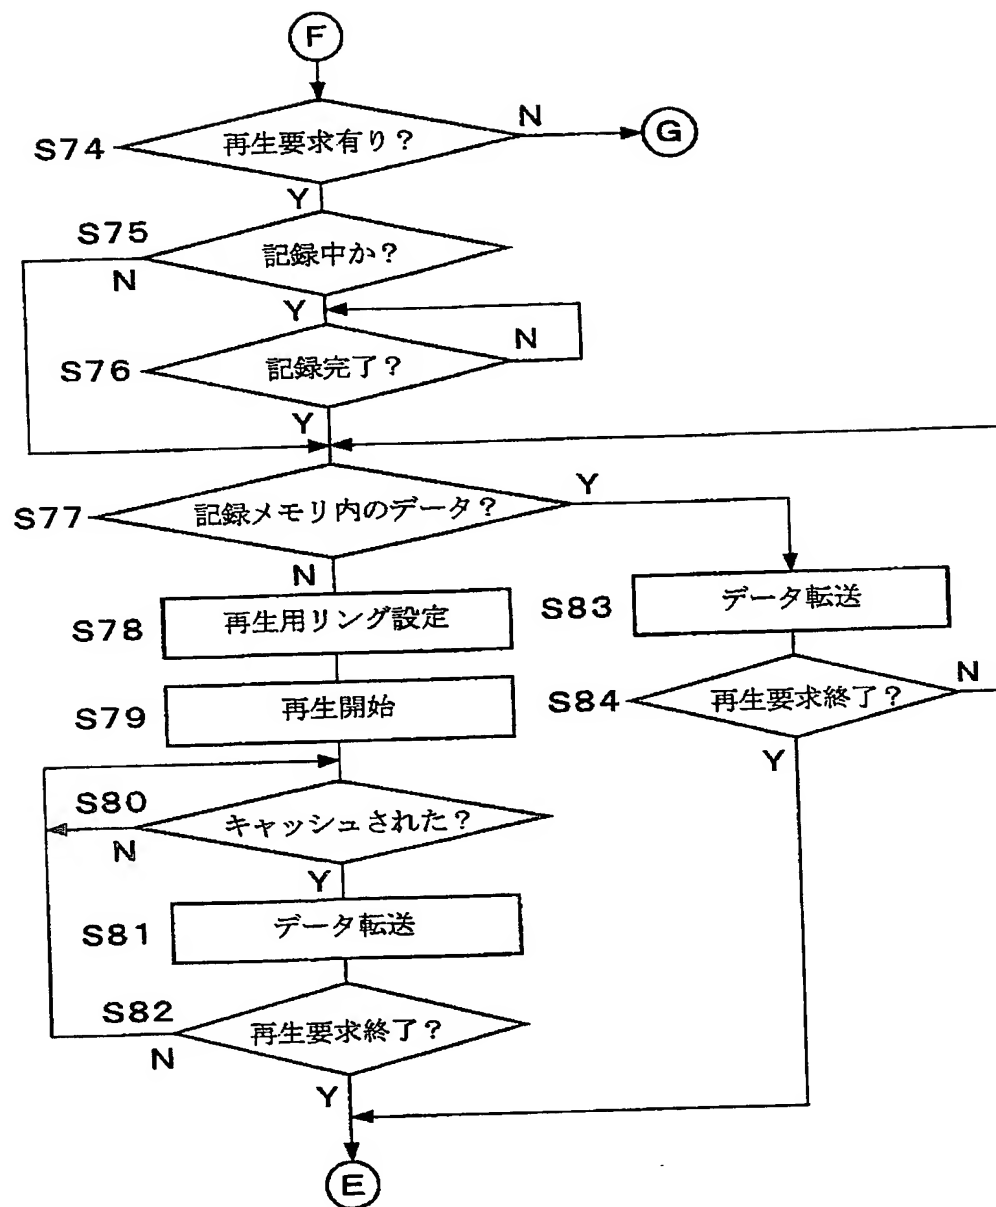 F
S74
再生要求有り？
N
G
Y
S75
記録中か？
N
Y
S76
記録完了？
N
Y
S77
記録メモリ内のデータ？
Y
N
S78
再生用リング設定
S83
データ転送
S79
再生開始
S84
再生要求終了？
N
Y
S80
キャッシュされた？
N
Y
S81
データ転送
S82
再生要求終了？
N
Y
E